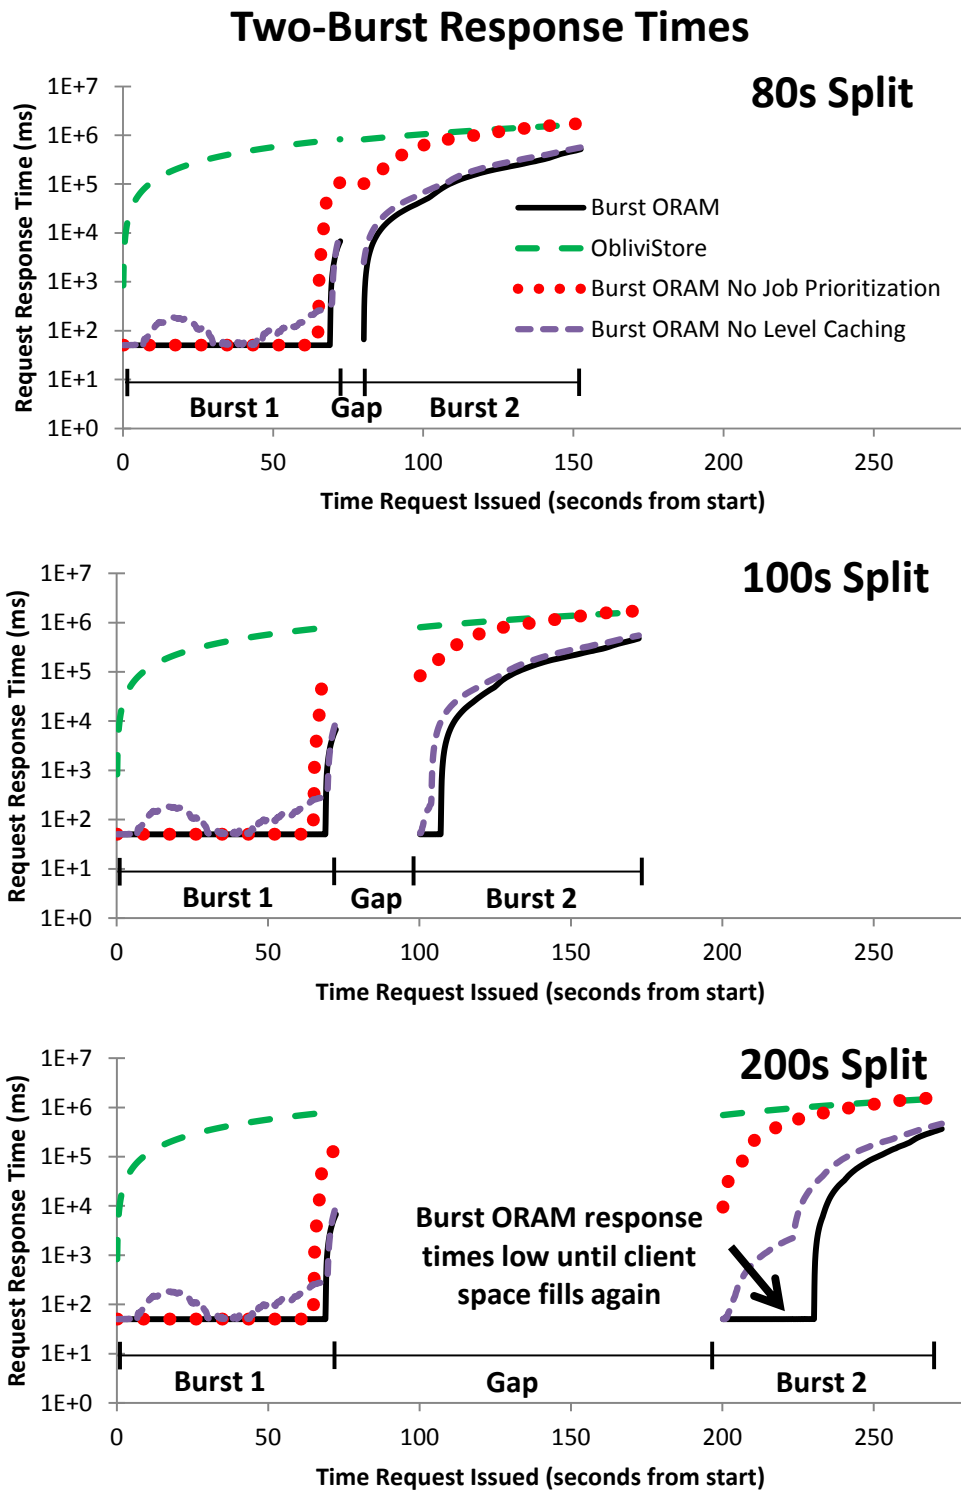 Two-Burst Response Times
80s Split
Request Response Time (ms)
1E+7
1E+6
1E+5
1E+4
1E+3
1E+2
1E+1
1E+0
Burst ORAM
ObliviStore
Burst ORAM No Job Prioritization
Burst ORAM No Level Caching
Burst 1 Gap Burst 2
0 50 100 150 200 250
Time Request Issued (seconds from start)
100s Split
Request Response Time (ms)
1E+7
1E+6
1E+5
1E+4
1E+3
1E+2
1E+1
1E+0
Burst 1 Gap Burst 2
0 50 100 150 200 250
Time Request Issued (seconds from start)
200s Split
Request Response Time (ms)
1E+7
1E+6
1E+5
1E+4
1E+3
1E+2
1E+1
1E+0
Burst ORAM response
times low until client
space fills again
Burst 1 Gap Burst 2
0 50 100 150 200 250
Time Request Issued (seconds from start)